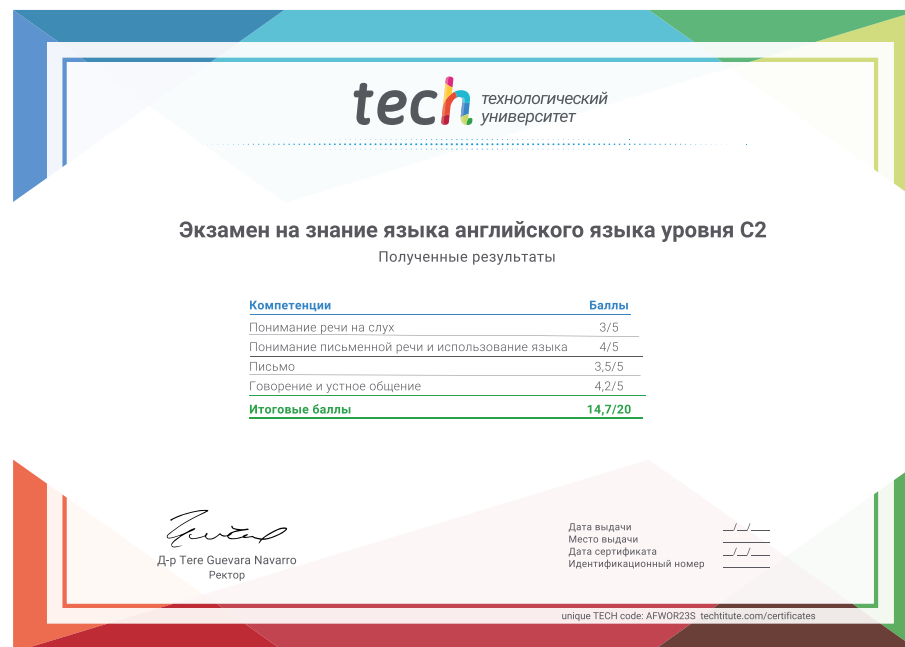 tech технологический
университет
Экзамен на знание языка английского языка уровня C2
Полученные результаты
Компетенции Баллы
Понимание речи на слух 3/5
Понимание письменной речи и использование языка 4/5
Письмо 3,5/5
Говорение и устное общение 4,2/5
Итоговые баллы 14,7/20
Д-р Tere Guevara Navarro
Ректор
Дата выдачи __/__/____
Место выдачи ________
Дата сертификата __/__/____
Идентификационный номер ________
unique TECH code: AFWOR23S techtitute.com/certificates